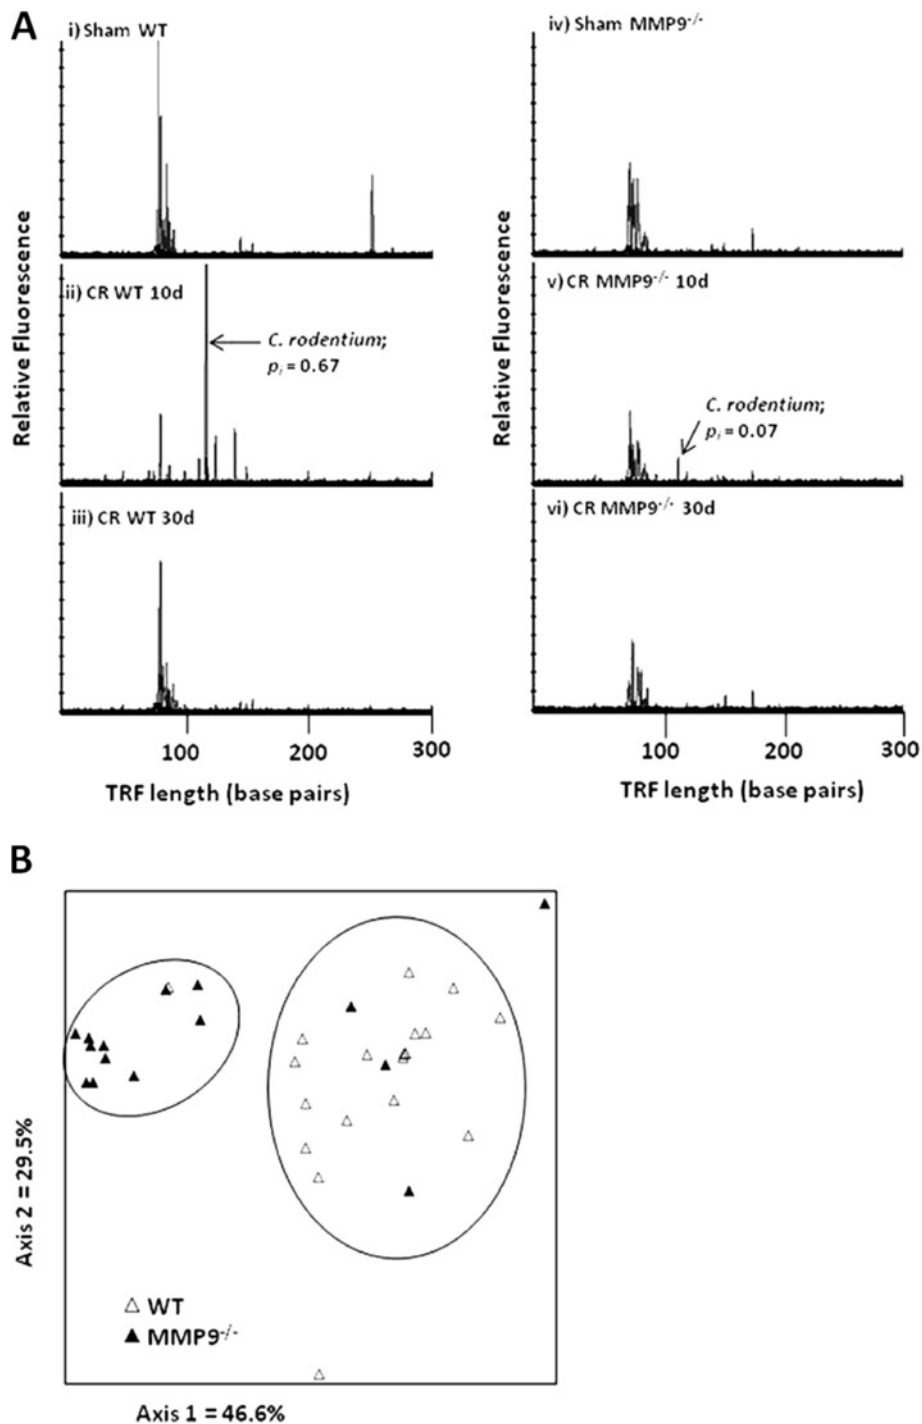 A
i) Sham WT
iv) Sham MMP9-/-
Relative Fluorescence
Relative Fluorescence
ii) CR WT 10d
C. rodentium;
pi = 0.67
v) CR MMP9-/- 10d
C. rodentium;
pi = 0.07
iii) CR WT 30d
vi) CR MMP9-/- 30d
100 200 300
100 200 300
TRF length (base pairs)
TRF length (base pairs)
B
Axis 2 = 29.5%
△ WT
▲ MMP9-/-
Axis 1 = 46.6%